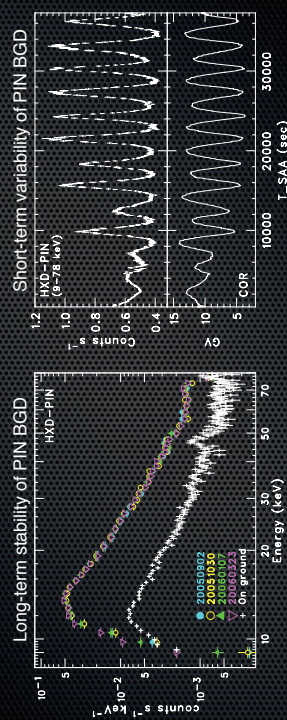 Long-term stability of PIN BGD
HXD-PIN
10⁻¹
5
10⁻²
5
10⁻³
5
counts s⁻¹ keV⁻¹
20050902
20051030
20060107
20060323
On ground
10 20 30 50 70
Energy (keV)
Short-term variability of PIN BGD
HXD-PIN
(9-78 keV)
1.2
1.0
0.8
0.6
0.4
Counts s⁻¹
15
10
5
GV
COR
10000 20000 30000
T_SAA (sec)